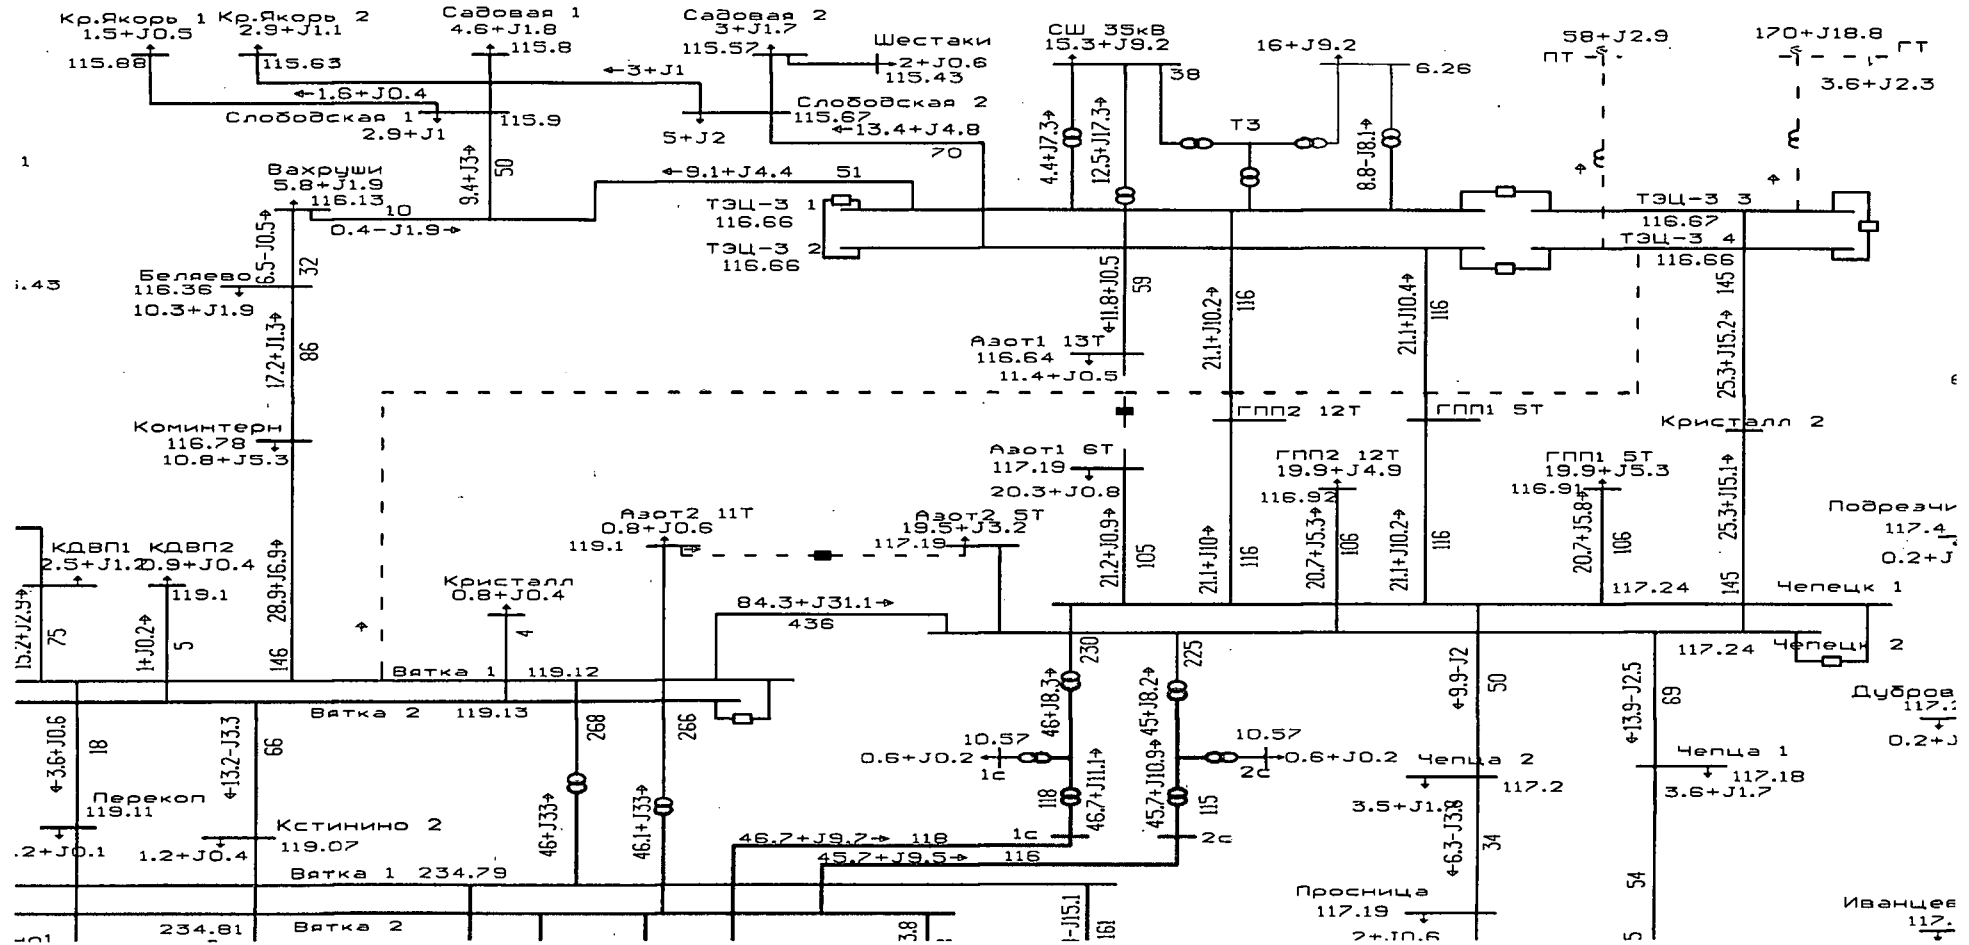 Кр.Якорь 1
1.5+J0.5
115.88
Кр.Якорь 2
2.9+J1.1
115.63
Садовая 1
4.6+J1.8
115.8
Садовая 2
3+J1.7
115.57
Шестаки
2+J0.6
115.43
СШ 35кВ
15.3+J9.2
38
16+J9.2
6.26
58+J2.9
ПТ
170+J18.8
ГТ
3.6+J2.3
←3+J1
←1.6+J0.4
Слободская 1
2.9+J1
115.9
Слободская 2
115.67
5+J2
←13.4+J4.8
70
9.4+J3→
50
4.4+J7.3→
12.5+J17.3→
Т3
8.8-J8.1→
1
Вахруши
5.8+J1.9
116.13
←9.1+J4.4
51
10
0.4-J1.9→
ТЭЦ-3 1
116.66
ТЭЦ-3 2
116.66
ТЭЦ-3 3
116.67
ТЭЦ-3 4
116.66
6.5-J0.5→
32
Беляево
116.36
10.3+J1.9
.43
←11.8+J0.5
59
21.1+J10.2→
116
21.1+J10.4→
116
145
25.3+J15.2→
17.2+J1.3→
86
Азот1 13Т
116.64
11.4+J0.5
Коминтерн
116.78
10.8+J5.3
ГПП2 12Т
ГПП1 5Т
Кристалл 2
Азот1 6Т
117.19
20.3+J0.8
ГПП2 12Т
19.9+J4.9
116.92
ГПП1 5Т
19.9+J5.3
116.91
25.3+J15.1→
Азот2 11Т
0.8+J0.6
119.1
Азот2 5Т
19.5+J3.2
117.19
117.4
0.2+J
КДВП1
2.5+J1.2
КДВП2
0.9+J0.4
119.1
28.9+J6.9→
146
15.2+J2.9→
75
1+J0.2→
5
Кристалл
0.8+J0.4
4
84.3+J31.1→
436
21.2+J0.9→
105
21.1+J10→
116
20.7+J5.3→
106
21.1+J10.2→
116
20.7+J5.8→
106
117.24
145
Чепецк 1
117.24
Чепецк 2
Вятка 1 119.12
Вятка 2 119.13
230
225
46+J8.3→
45+J8.2→
←9.9-J2
50
←13.9-J2.5
69
←3.6+J0.6
18
←13.2-J3.3
66
268
266
10.57
0.6+J0.2
1с
10.57
0.6+J0.2
2с
Чепца 2
117.2
Чепца 1
117.18
3.6+J1.7
0.2+J
Перекоп
119.11
.2+J0.1
Кстинино 2
119.07
1.2+J0.4
46+J33→
46.1+J33→
118
46.7+J11.1→
45.7+J10.9→
115
46.7+J9.7→ 118
1с
45.7+J9.5→ 116
2с
34
Вятка 1 234.79
Вятка 2
234.81
-J15.1
161
3.8
Просница
117.19
2+J0.6
54
5
117.